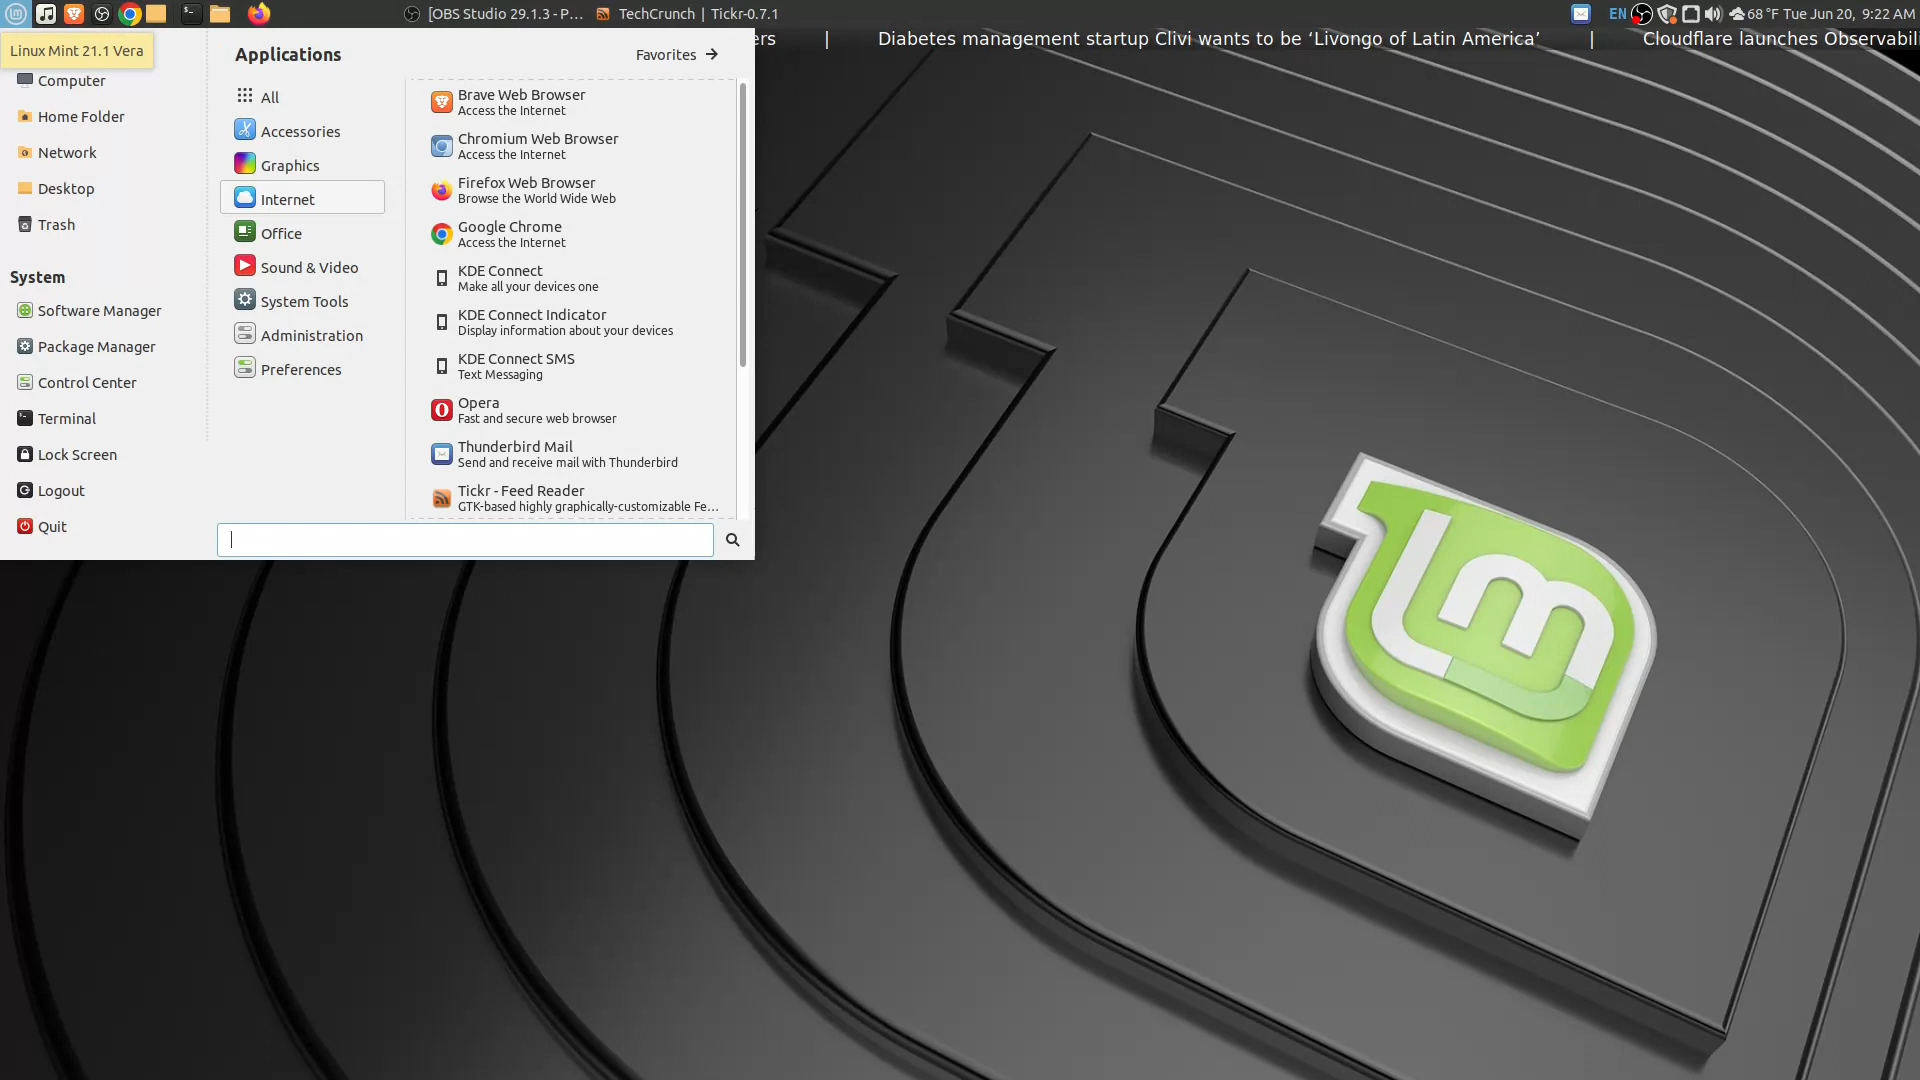 [OBS Studio 29.1.3 - P...
TechCrunch | Tickr-0.7.1
EN
68 °F Tue Jun 20, 9:22 AM
ers | Diabetes management startup Clivi wants to be ‘Livongo of Latin America’ | Cloudflare launches Observabili
Linux Mint 21.1 Vera
Computer
Home Folder
Network
Desktop
Trash
System
Software Manager
Package Manager
Control Center
Terminal
Lock Screen
Logout
Quit
Applications
Favorites
All
Accessories
Graphics
Internet
Office
Sound & Video
System Tools
Administration
Preferences
Brave Web Browser
Access the Internet
Chromium Web Browser
Access the Internet
Firefox Web Browser
Browse the World Wide Web
Google Chrome
Access the Internet
KDE Connect
Make all your devices one
KDE Connect Indicator
Display information about your devices
KDE Connect SMS
Text Messaging
Opera
Fast and secure web browser
Thunderbird Mail
Send and receive mail with Thunderbird
Tickr - Feed Reader
GTK-based highly graphically-customizable Fe...